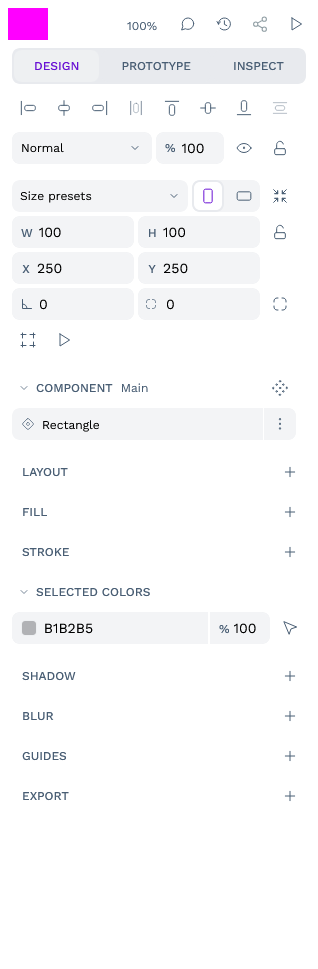 100%
DESIGN PROTOTYPE INSPECT
Normal % 100
Size presets
W 100 H 100
X 250 Y 250
0 0
COMPONENT Main
Rectangle
LAYOUT
FILL
STROKE
SELECTED COLORS
B1B2B5 % 100
SHADOW
BLUR
GUIDES
EXPORT